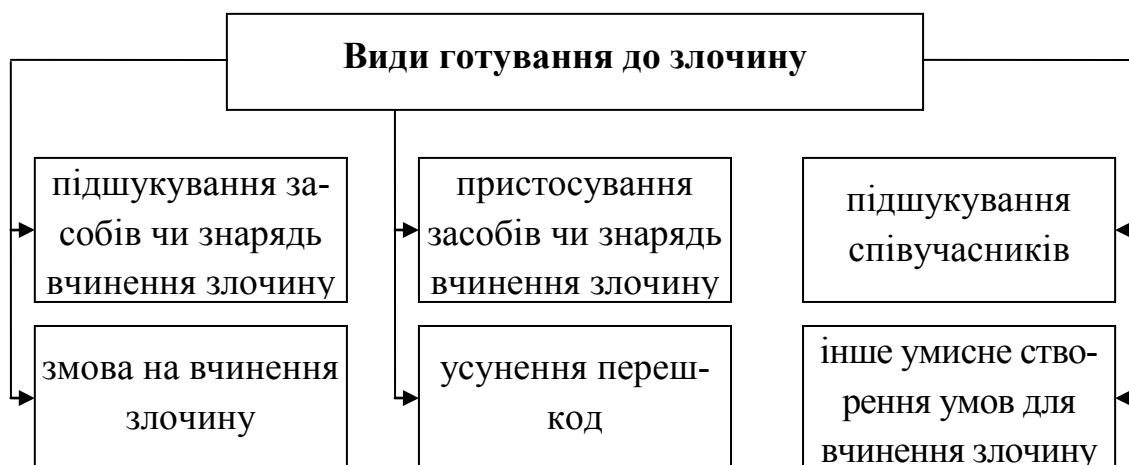 Види готування до злочину
підшукування за-
собів чи знарядь
вчинення злочину
пристосування
засобів чи знарядь
вчинення злочину
підшукування
співучасників
змова на вчинення
злочину
усунення переш-
код
інше умисне ство-
рення умов для
вчинення злочину